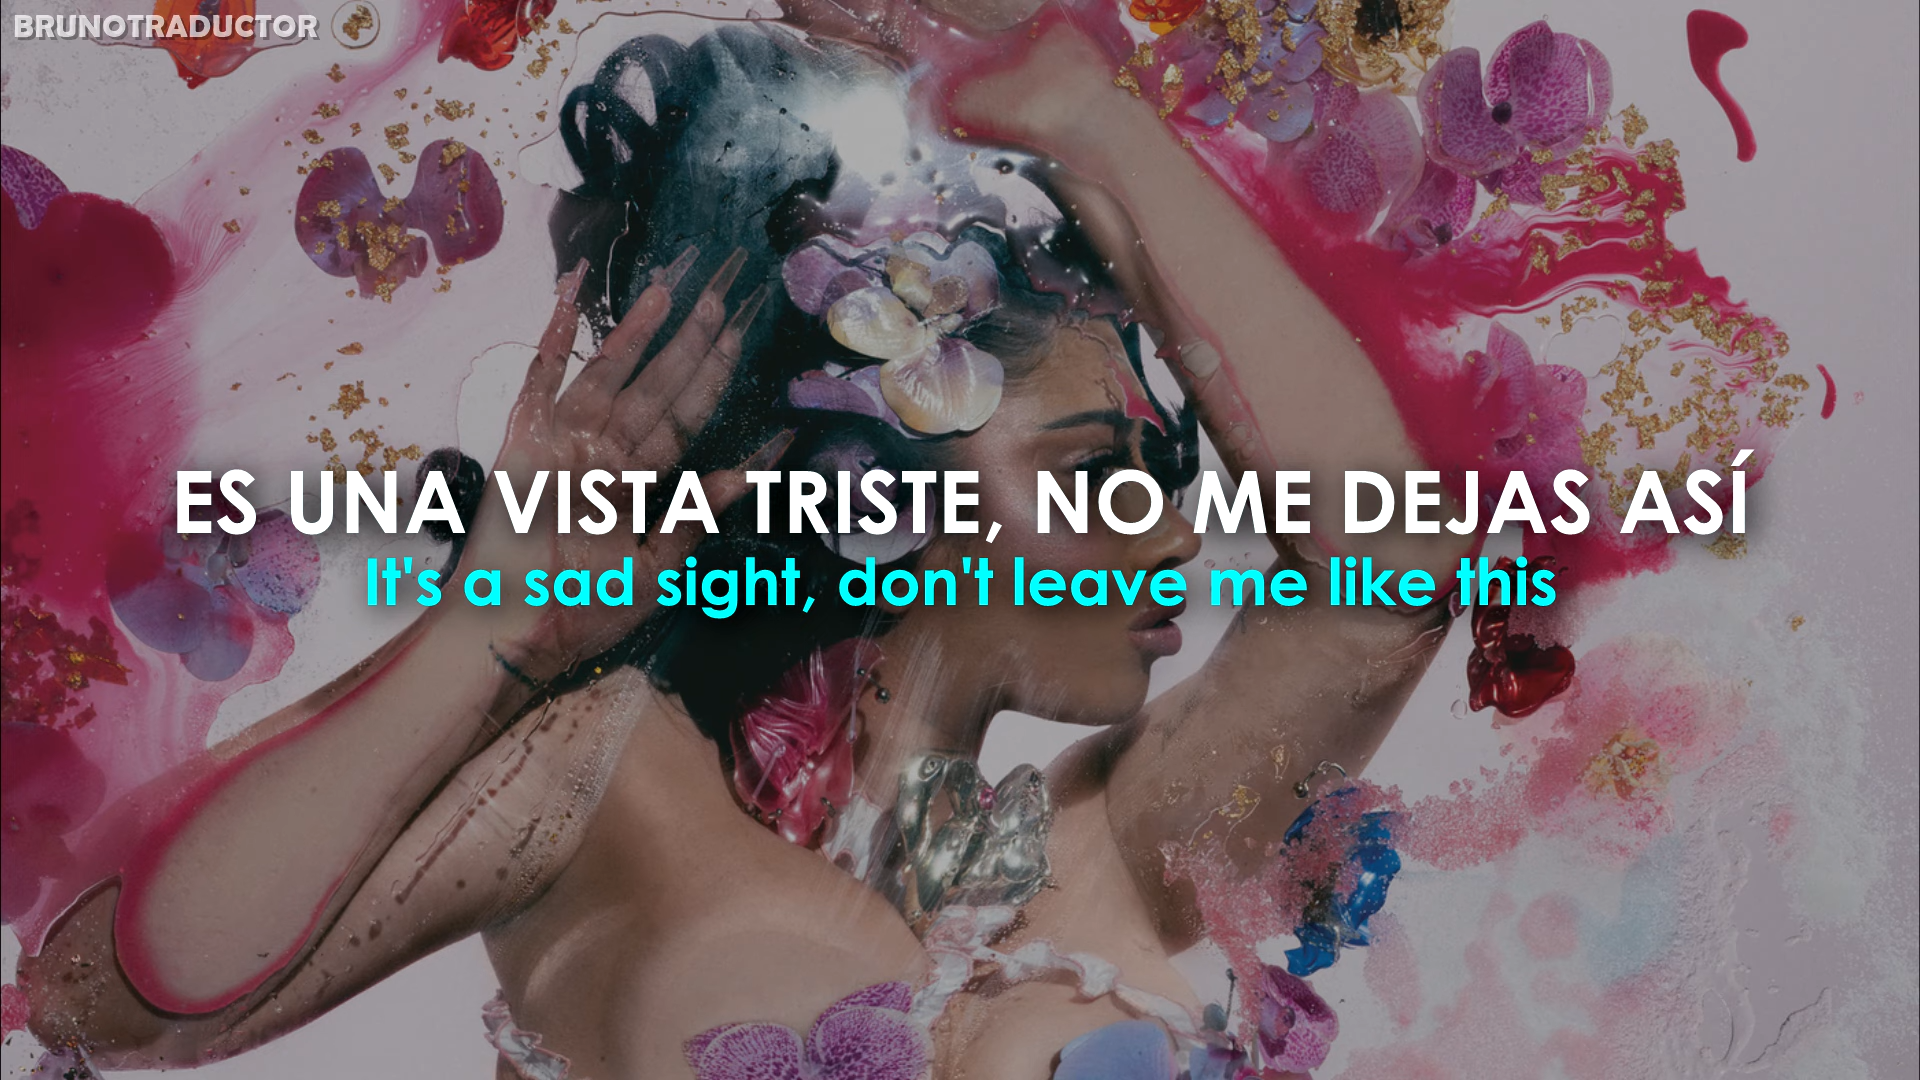 BRUNOTRADUCTOR
ES UNA VISTA TRISTE, NO ME DEJAS ASÍ
It's a sad sight, don't leave me like this